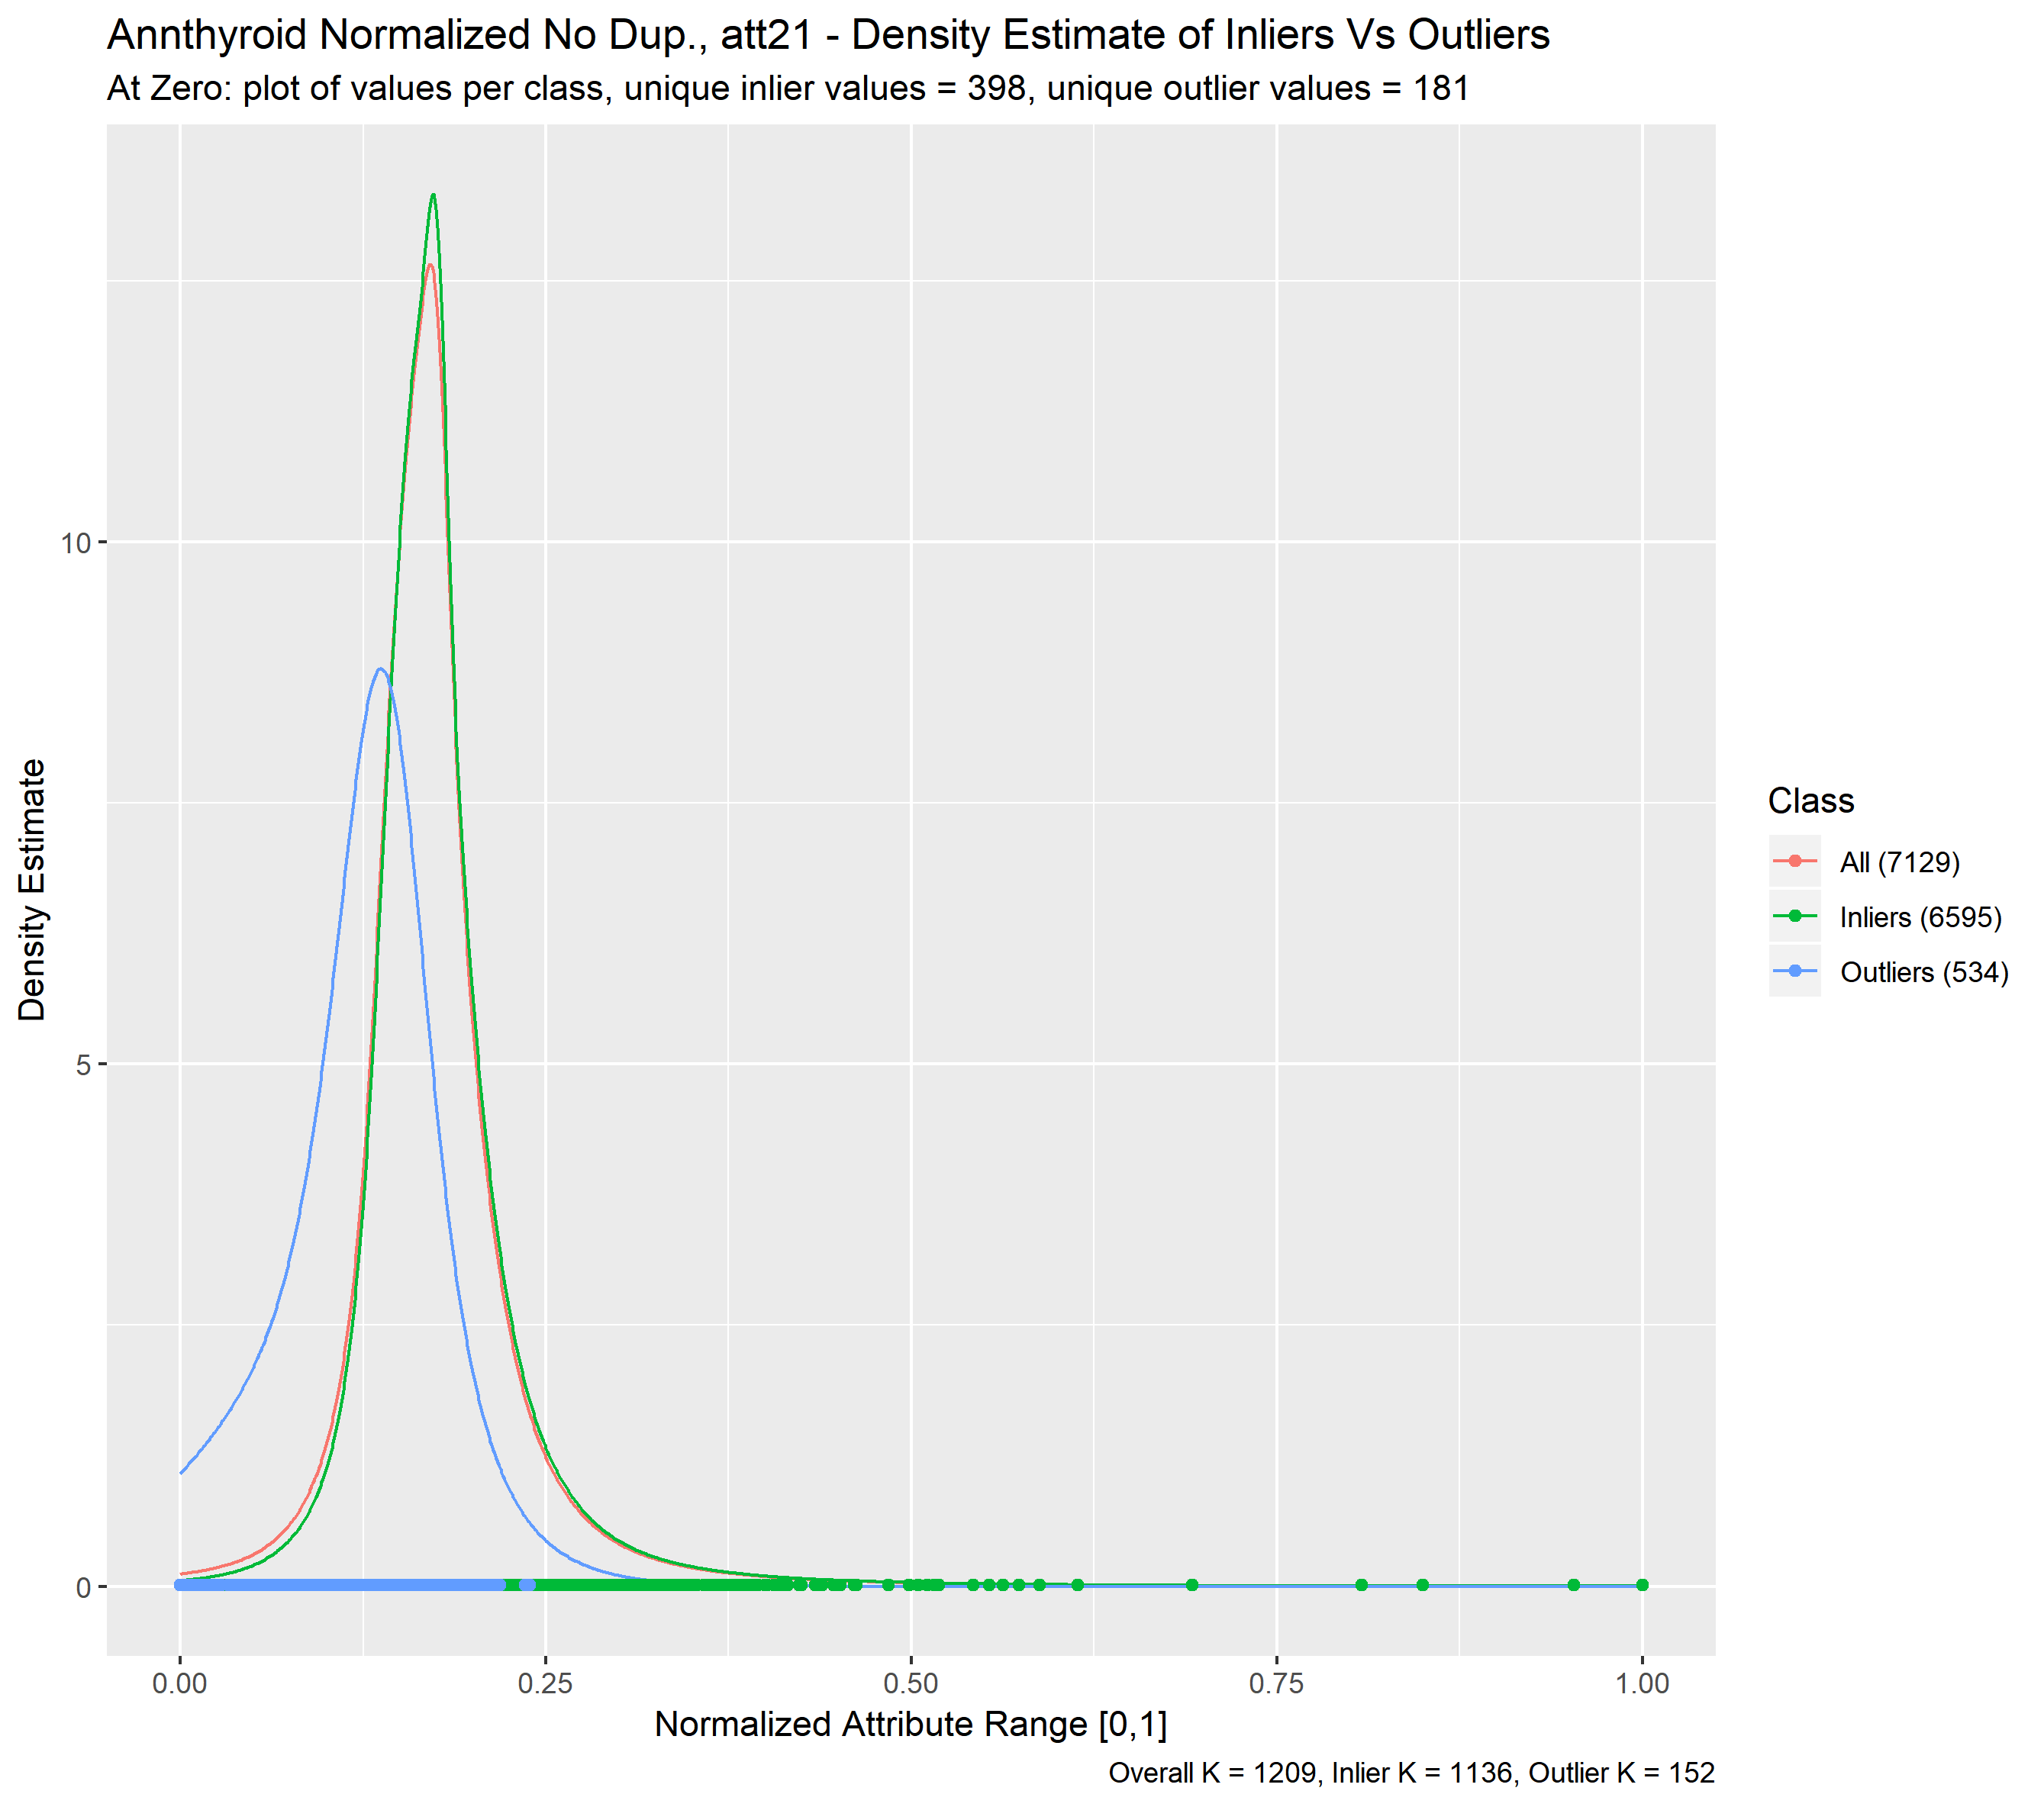 Annthyroid Normalized No Dup., att21 - Density Estimate of Inliers Vs Outliers
At Zero: plot of values per class, unique inlier values = 398, unique outlier values = 181
10
5
0
Density Estimate
0.00 0.25 0.50 0.75 1.00
Normalized Attribute Range [0,1]
Overall K = 1209, Inlier K = 1136, Outlier K = 152
Class
All (7129)
Inliers (6595)
Outliers (534)